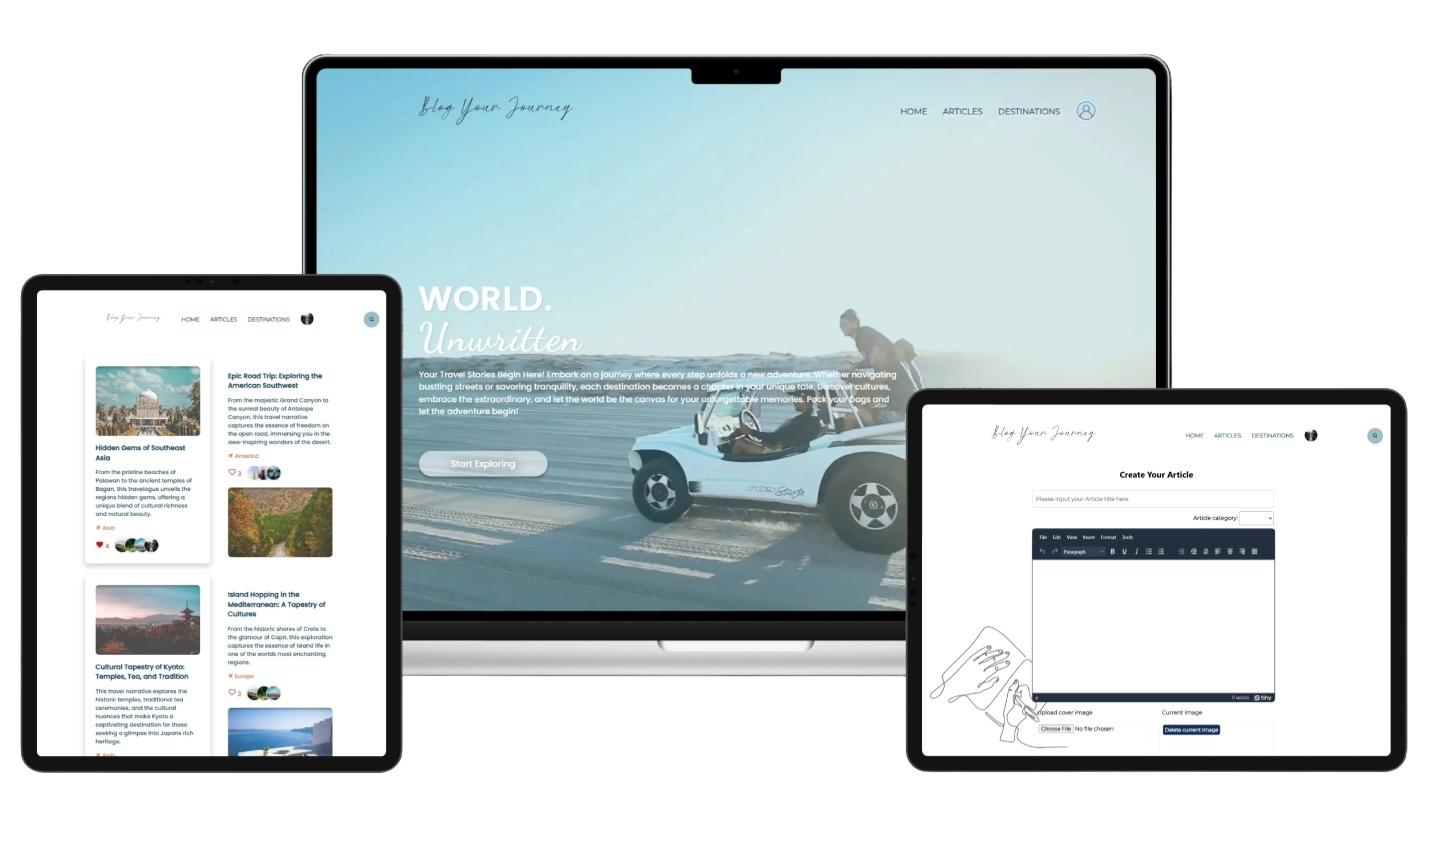 Blog Your Journey
HOME ARTICLES DESTINATIONS
WORLD.
Unwritten
Your Travel Stories Begin Here! Embark on a journey where every step unfolds a new adventure. Whether navigating
bustling streets or savoring tranquility, each destination becomes a chapter in your unique tale. Discover cultures,
embrace the extraordinary, and let the world be the canvas for your unforgettable memories. Pack your bags and
let the adventure begin!
Start Exploring
Blog Your Journey
HOME ARTICLES DESTINATIONS
Hidden Gems of Southeast
Asia
From the pristine beaches of
Palawan to the ancient temples of
Bagan, this travelogue unveils the
regions hidden gems, offering a
unique blend of cultural richness
and natural beauty.
Asia
4
Cultural Tapestry of Kyoto:
Temples, Tea, and Tradition
This travel narrative explores the
historic temples, traditional tea
ceremonies, and the cultural
nuances that make Kyoto a
captivating destination for those
seeking a glimpse into Japans rich
heritage.
Asia
Epic Road Trip: Exploring the
American Southwest
From the majestic Grand Canyon to
the surreal beauty of Antelope
Canyon, this travel narrative
captures the essence of freedom on
the open road, immersing you in the
awe-inspiring wonders of the desert.
America
3
Island Hopping in the
Mediterranean: A Tapestry of
Cultures
From the historic shores of Crete to
the glamour of Capri, this exploration
captures the essence of island life in
one of the worlds most enchanting
regions.
Europe
3
Blog Your Journey
HOME ARTICLES DESTINATIONS
Create Your Article
Please input your Article title here
Article category:
File Edit View Insert Format Tools
Paragraph B U I
0 words tiny
Upload cover image
Current image
Choose File No file chosen
Delete current image